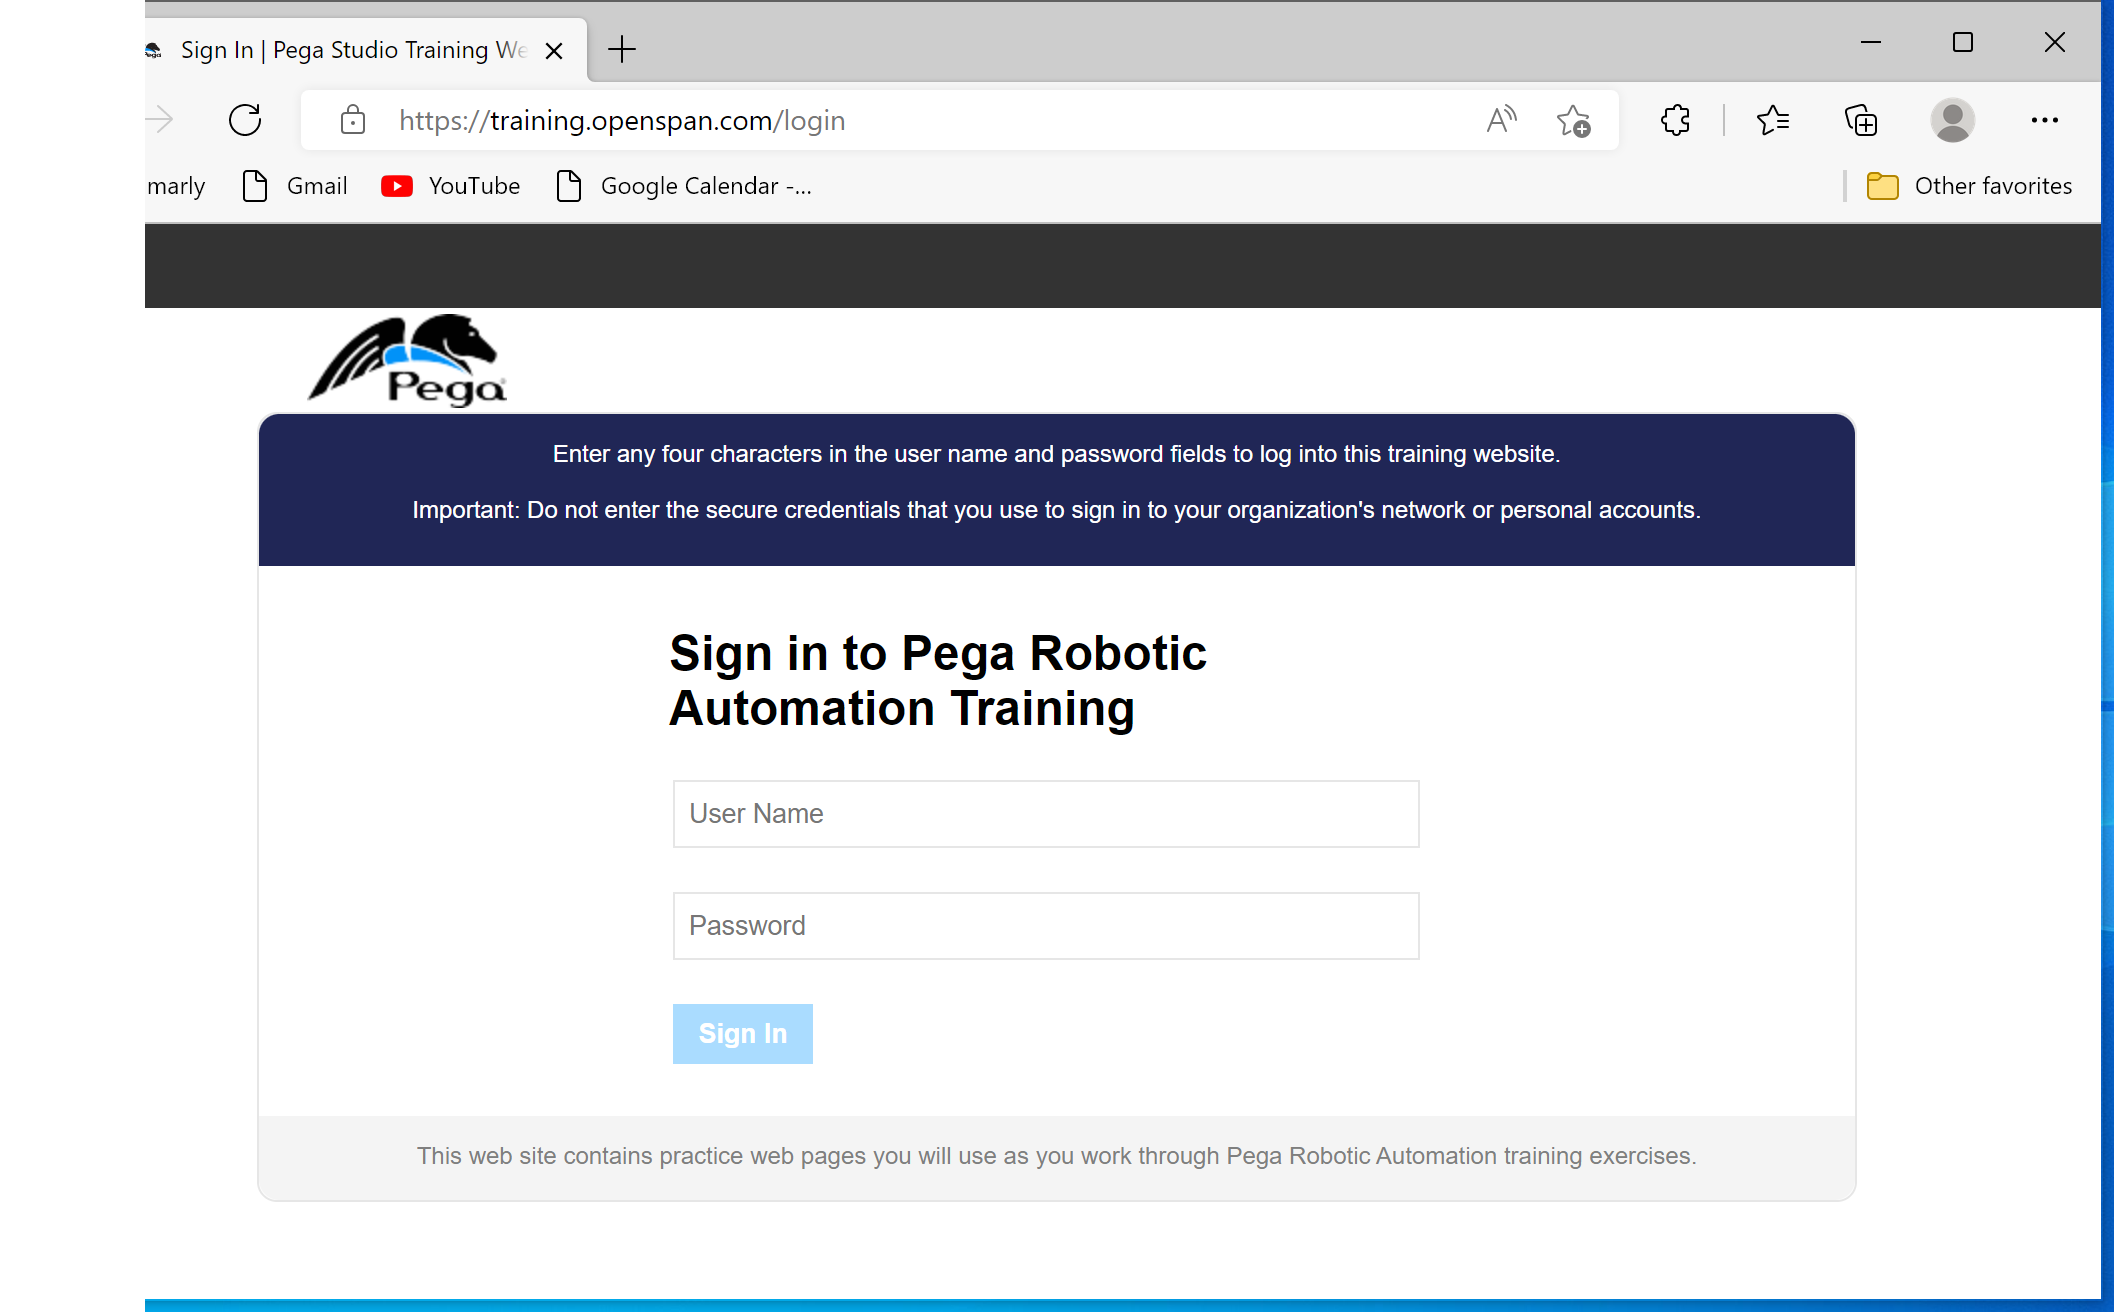 Sign In | Pega Studio Training We
https://training.openspan.com/login
marly Gmail YouTube Google Calendar -... Other favorites
Pega
Enter any four characters in the user name and password fields to log into this training website.
Important: Do not enter the secure credentials that you use to sign in to your organization's network or personal accounts.
Sign in to Pega Robotic
Automation Training
User Name
Password
Sign In
This web site contains practice web pages you will use as you work through Pega Robotic Automation training exercises.